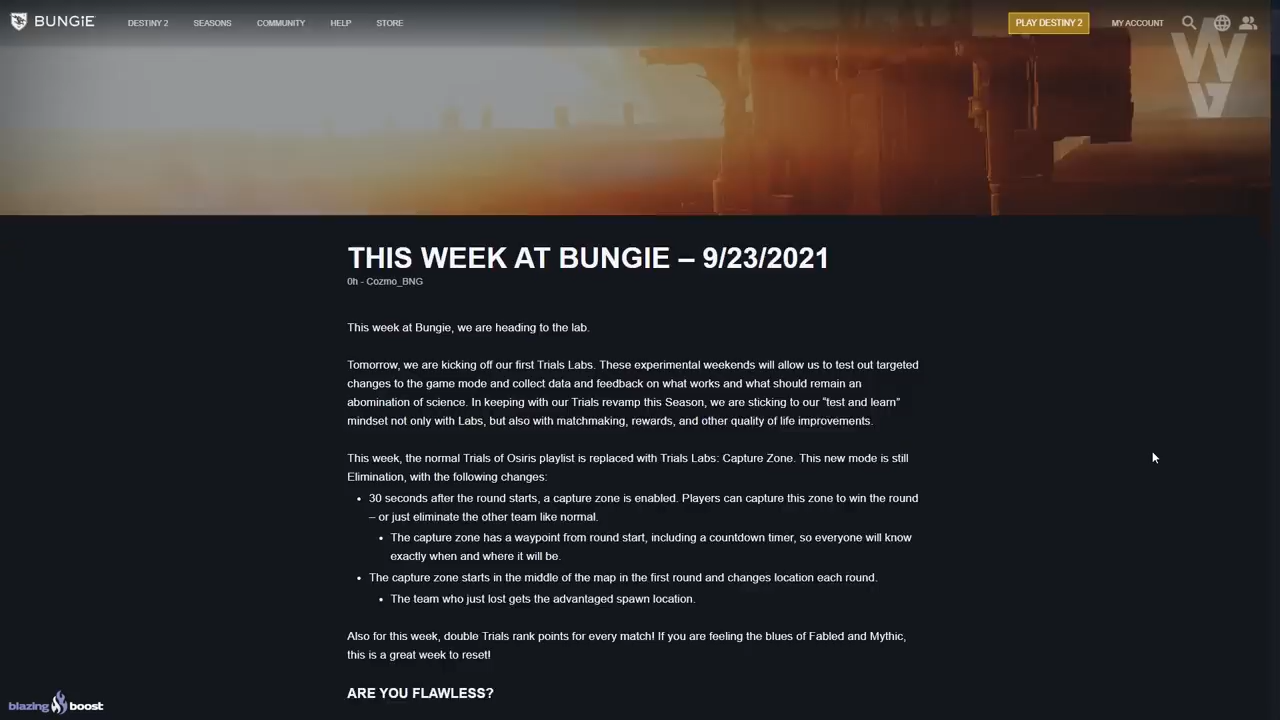 BUNGiE DESTINY 2 SEASONS COMMUNITY HELP STORE PLAY DESTINY 2 MY ACCOUNT
THIS WEEK AT BUNGIE – 9/23/2021
0h - Cozmo_BNG
This week at Bungie, we are heading to the lab.
Tomorrow, we are kicking off our first Trials Labs. These experimental weekends will allow us to test out targeted
changes to the game mode and collect data and feedback on what works and what should remain an
abomination of science. In keeping with our Trials revamp this Season, we are sticking to our “test and learn”
mindset not only with Labs, but also with matchmaking, rewards, and other quality of life improvements.
This week, the normal Trials of Osiris playlist is replaced with Trials Labs: Capture Zone. This new mode is still
Elimination, with the following changes:
• 30 seconds after the round starts, a capture zone is enabled. Players can capture this zone to win the round
– or just eliminate the other team like normal.
• The capture zone has a waypoint from round start, including a countdown timer, so everyone will know
exactly when and where it will be.
• The capture zone starts in the middle of the map in the first round and changes location each round.
• The team who just lost gets the advantaged spawn location.
Also for this week, double Trials rank points for every match! If you are feeling the blues of Fabled and Mythic,
this is a great week to reset!
ARE YOU FLAWLESS?
blazing boost